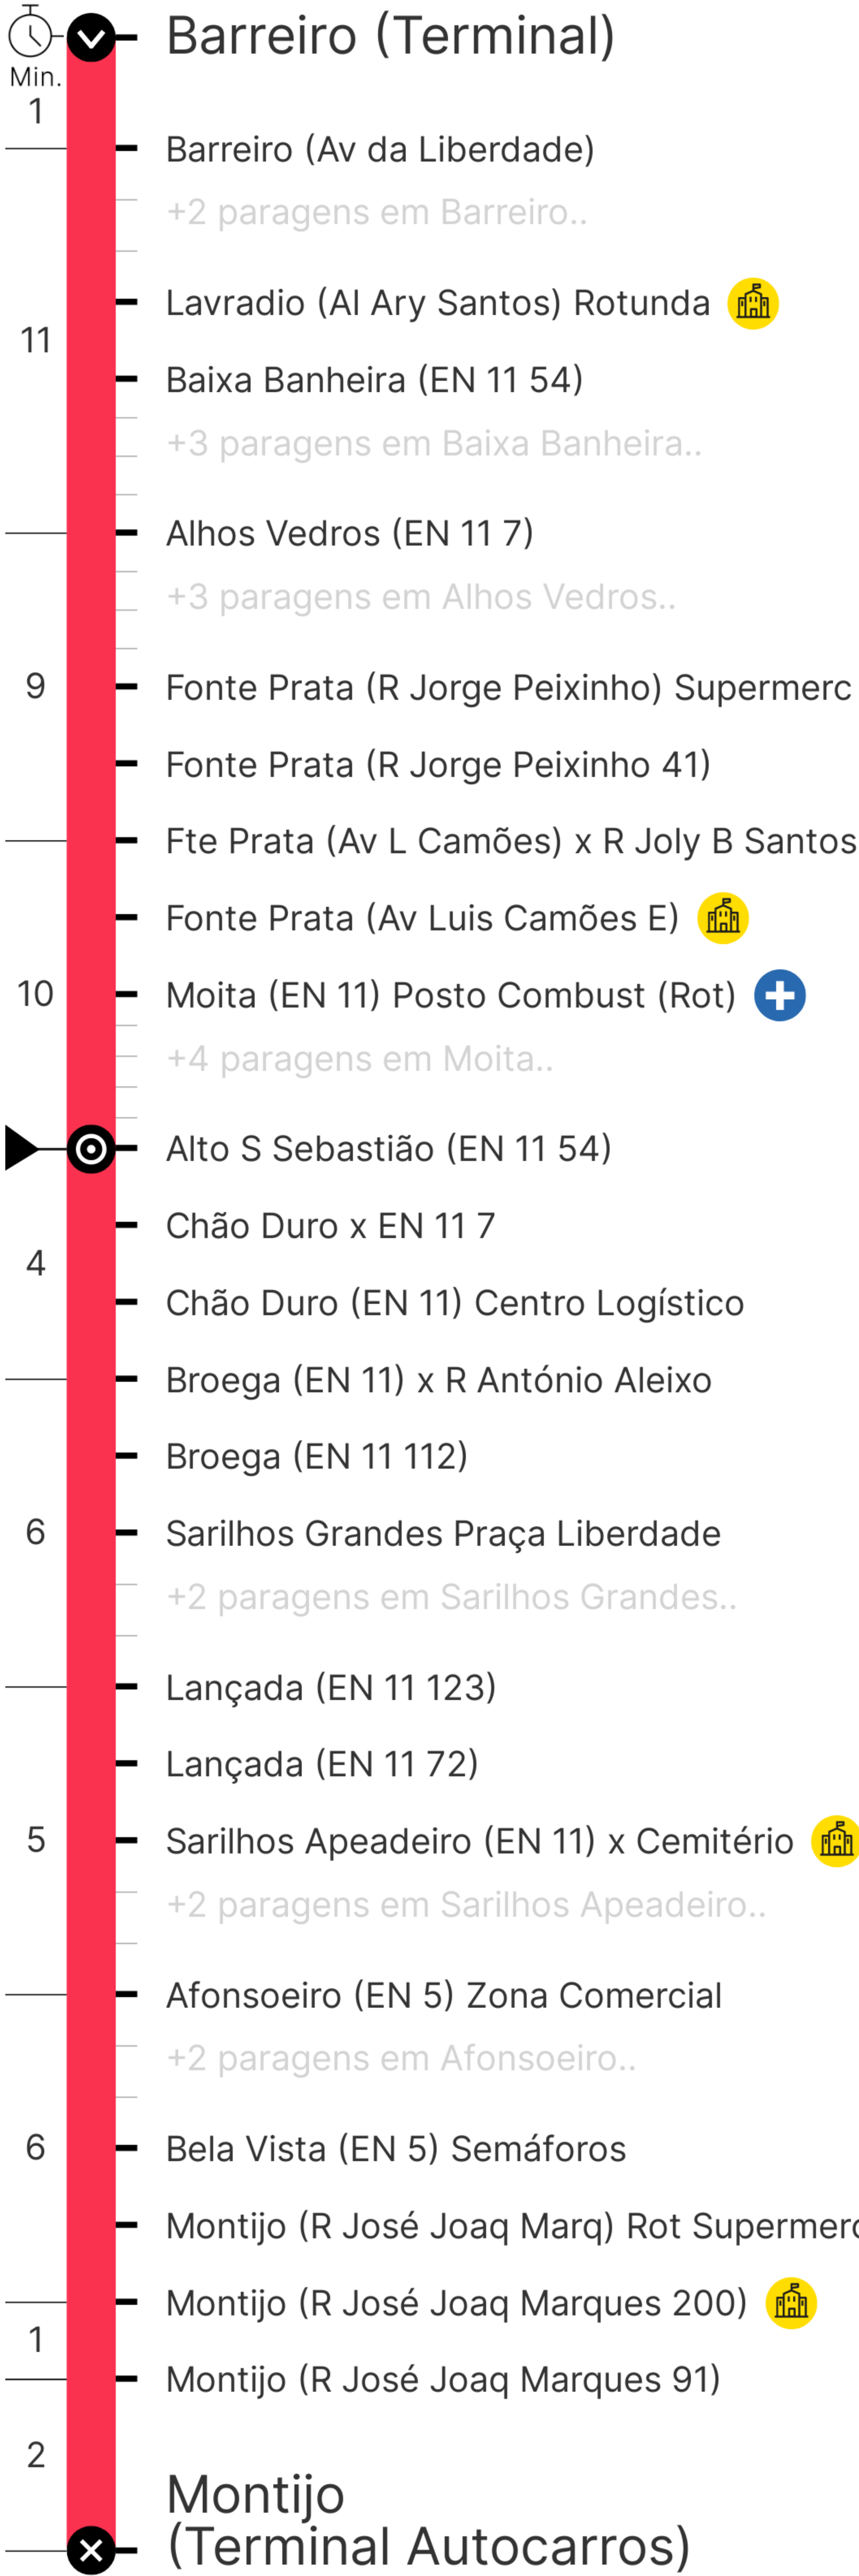 Barreiro (Terminal)
Min.
1
Barreiro (Av da Liberdade)
+2 paragens em Barreiro..
Lavradio (Al Ary Santos) Rotunda
11
Baixa Banheira (EN 11 54)
+3 paragens em Baixa Banheira..
Alhos Vedros (EN 11 7)
+3 paragens em Alhos Vedros..
9
Fonte Prata (R Jorge Peixinho) Supermerc
Fonte Prata (R Jorge Peixinho 41)
Fte Prata (Av L Camões) x R Joly B Santos
Fonte Prata (Av Luis Camões E)
10
Moita (EN 11) Posto Combust (Rot)
+4 paragens em Moita..
Alto S Sebastião (EN 11 54)
Chão Duro x EN 11 7
4
Chão Duro (EN 11) Centro Logístico
Broega (EN 11) x R António Aleixo
Broega (EN 11 112)
6
Sarilhos Grandes Praça Liberdade
+2 paragens em Sarilhos Grandes..
Lançada (EN 11 123)
Lançada (EN 11 72)
5
Sarilhos Apeadeiro (EN 11) x Cemitério
+2 paragens em Sarilhos Apeadeiro..
Afonsoeiro (EN 5) Zona Comercial
+2 paragens em Afonsoeiro..
6
Bela Vista (EN 5) Semáforos
Montijo (R José Joaq Marq) Rot Supermerc
Montijo (R José Joaq Marques 200)
1
Montijo (R José Joaq Marques 91)
2
Montijo
(Terminal Autocarros)